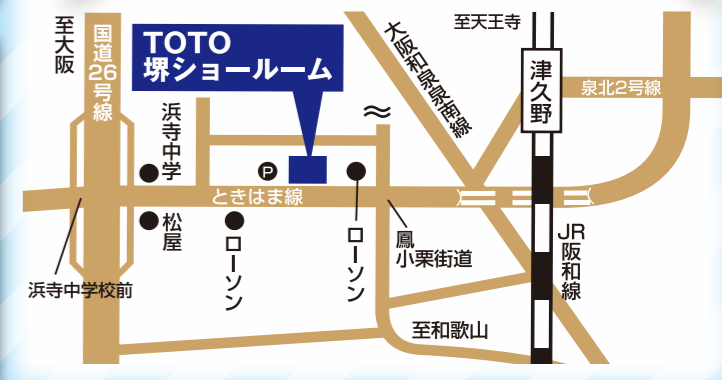 至大阪
国道26号線
TOTO
堺ショールーム
大阪和泉泉南線
至天王寺
津久野
泉北2号線
浜寺中学
P
ときはま線
松屋
ローソン
ローソン
鳳
小栗街道
JR阪和線
浜寺中学校前
至和歌山